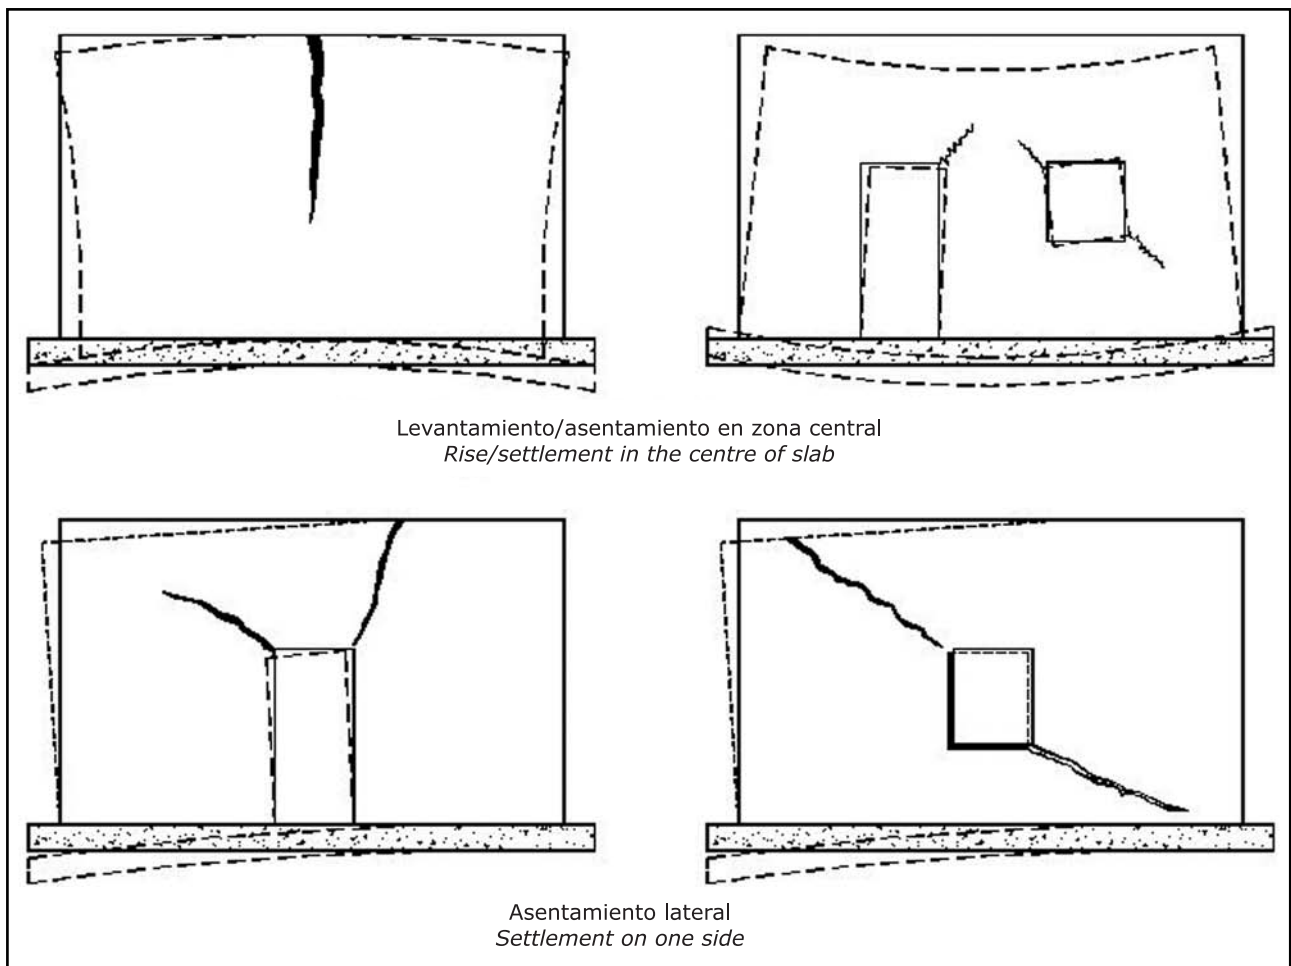 Levantamiento/asentamiento en zona central
Rise/settlement in the centre of slab
Asentamiento lateral
Settlement on one side